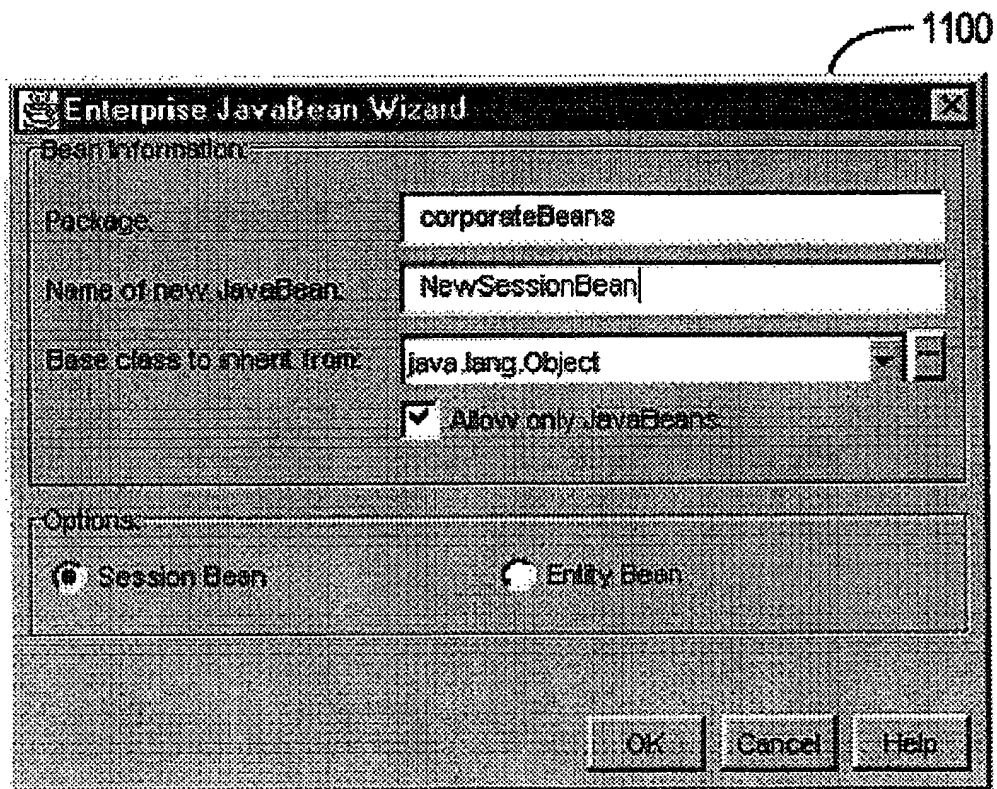 1100
Enterprise JavaBean Wizard
Bean Information:
Package: corporateBeans
Name of new JavaBean: NewSessionBean
Base class to inherit from: java.lang.Object
Allow only JavaBeans
Options:
Session Bean Entity Bean
OK Cancel Help